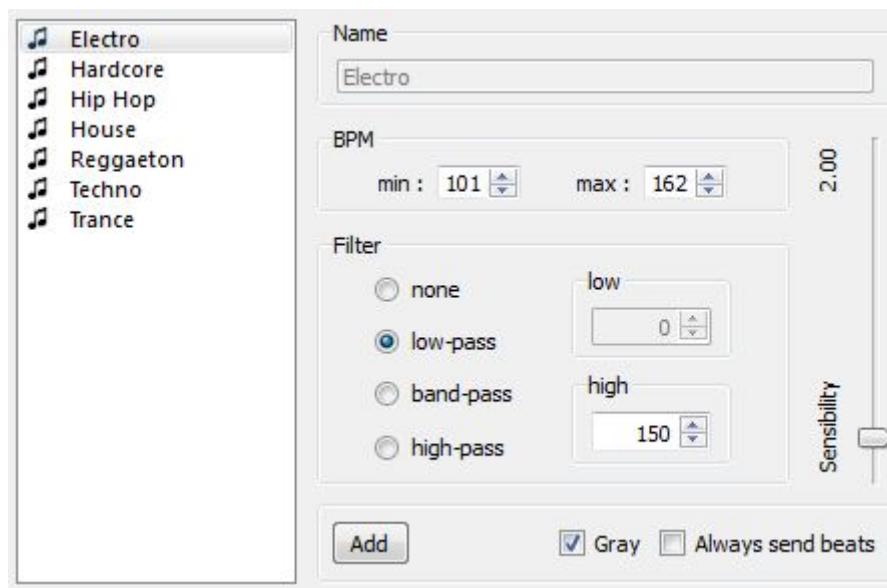 Electro
Hardcore
Hip Hop
House
Reggaeton
Techno
Trance
Name
Electro
BPM
min : 101 max : 162
2.00
Filter
none
low
low-pass
0
band-pass
high
high-pass
150
Sensibility
Add Gray Always send beats